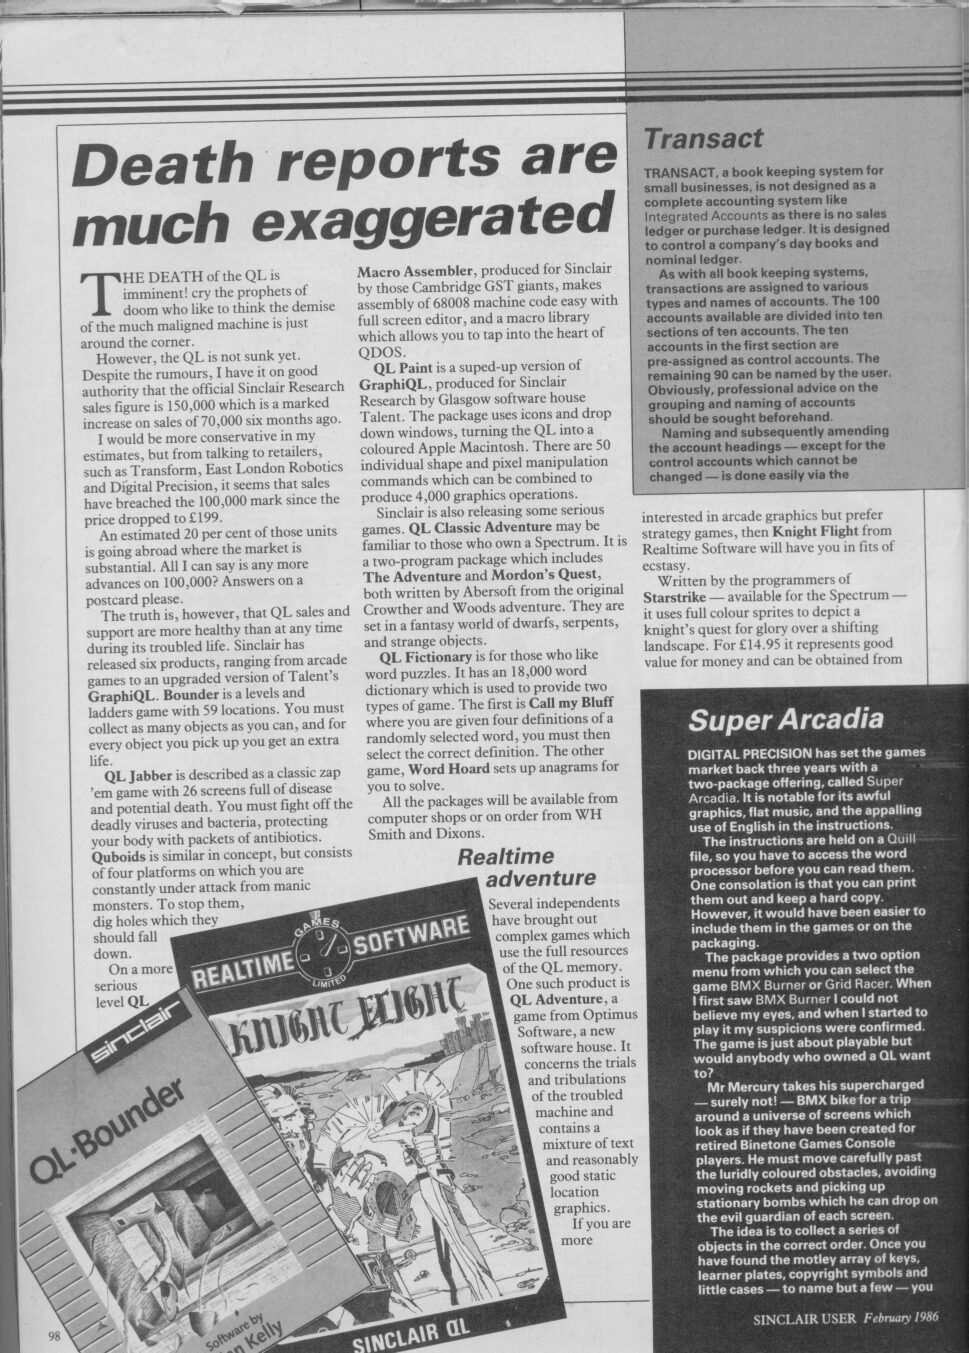 Death reports are
much exaggerated
THE DEATH of the QL is
imminent! cry the prophets of
doom who like to think the demise
of the much maligned machine is just
around the corner.
However, the QL is not sunk yet.
Despite the rumours, I have it on good
authority that the official Sinclair Research
sales figure is 150,000 which is a marked
increase on sales of 70,000 six months ago.
I would be more conservative in my
estimates, but from talking to retailers,
such as Transform, East London Robotics
and Digital Precision, it seems that sales
have breached the 100,000 mark since the
price dropped to £199.
An estimated 20 per cent of those units
is going abroad where the market is
substantial. All I can say is any more
advances on 100,000? Answers on a
postcard please.
The truth is, however, that QL sales and
support are more healthy than at any time
during its troubled life. Sinclair has
released six products, ranging from arcade
games to an upgraded version of Talent's
GraphiQL. Bounder is a levels and
ladders game with 59 locations. You must
collect as many objects as you can, and for
every object you pick up you get an extra
life.
QL Jabber is described as a classic zap
'em game with 26 screens full of disease
and potential death. You must fight off the
deadly viruses and bacteria, protecting
your body with packets of antibiotics.
Quboids is similar in concept, but consists
of four platforms on which you are
constantly under attack from manic
monsters. To stop them,
dig holes which they
should fall
down.
On a more
serious
level QL
Macro Assembler, produced for Sinclair
by those Cambridge GST giants, makes
assembly of 68008 machine code easy with
full screen editor, and a macro library
which allows you to tap into the heart of
QDOS.
QL Paint is a suped-up version of
GraphiQL, produced for Sinclair
Research by Glasgow software house
Talent. The package uses icons and drop
down windows, turning the QL into a
coloured Apple Macintosh. There are 50
individual shape and pixel manipulation
commands which can be combined to
produce 4,000 graphics operations.
Sinclair is also releasing some serious
games. QL Classic Adventure may be
familiar to those who own a Spectrum. It is
a two-program package which includes
The Adventure and Mordon's Quest,
both written by Abersoft from the original
Crowther and Woods adventure. They are
set in a fantasy world of dwarfs, serpents,
and strange objects.
QL Fictionary is for those who like
word puzzles. It has an 18,000 word
dictionary which is used to provide two
types of game. The first is Call my Bluff
where you are given four definitions of a
randomly selected word, you must then
select the correct definition. The other
game, Word Hoard sets up anagrams for
you to solve.
All the packages will be available from
computer shops or on order from WH
Smith and Dixons.
Realtime
adventure
Several independents
have brought out
complex games which
use the full resources
of the QL memory.
One such product is
QL Adventure, a
game from Optimus
Software, a new
software house. It
concerns the trials
and tribulations
of the troubled
machine and
contains a
mixture of text
and reasonably
good static
location
graphics.
If you are
more
interested in arcade graphics but prefer
strategy games, then Knight Flight from
Realtime Software will have you in fits of
ecstasy.
Written by the programmers of
Starstrike — available for the Spectrum —
it uses full colour sprites to depict a
knight's quest for glory over a shifting
landscape. For £14.95 it represents good
value for money and can be obtained from
Transact
TRANSACT, a book keeping system for
small businesses, is not designed as a
complete accounting system like
Integrated Accounts as there is no sales
ledger or purchase ledger. It is designed
to control a company's day books and
nominal ledger.
As with all book keeping systems,
transactions are assigned to various
types and names of accounts. The 100
accounts available are divided into ten
sections of ten accounts. The ten
accounts in the first section are
pre-assigned as control accounts. The
remaining 90 can be named by the user.
Obviously, professional advice on the
grouping and naming of accounts
should be sought beforehand.
Naming and subsequently amending
the account headings — except for the
control accounts which cannot be
changed — is done easily via the
Super Arcadia
DIGITAL PRECISION has set the games
market back three years with a
two-package offering, called Super
Arcadia. It is notable for its awful
graphics, flat music, and the appalling
use of English in the instructions.
The instructions are held on a Quill
file, so you have to access the word
processor before you can read them.
One consolation is that you can print
them out and keep a hard copy.
However, it would have been easier to
include them in the games or on the
packaging.
The package provides a two option
menu from which you can select the
game BMX Burner or Grid Racer. When
I first saw BMX Burner I could not
believe my eyes, and when I started to
play it my suspicions were confirmed.
The game is just about playable but
would anybody who owned a QL want
to?
Mr Mercury takes his supercharged
— surely not! — BMX bike for a trip
around a universe of screens which
look as if they have been created for
retired Binetone Games Console
players. He must move carefully past
the luridly coloured obstacles, avoiding
moving rockets and picking up
stationary bombs which he can drop on
the evil guardian of each screen.
The idea is to collect a series of
objects in the correct order. Once you
have found the motley array of keys,
learner plates, copyright symbols and
little cases — to name but a few — you
REALTIME GAMES SOFTWARE
LIMITED
KNIGHT FLIGHT
SINCLAIR QL
sinclair
QL-Bounder
Software by
Kelly
98
SINCLAIR USER February 1986